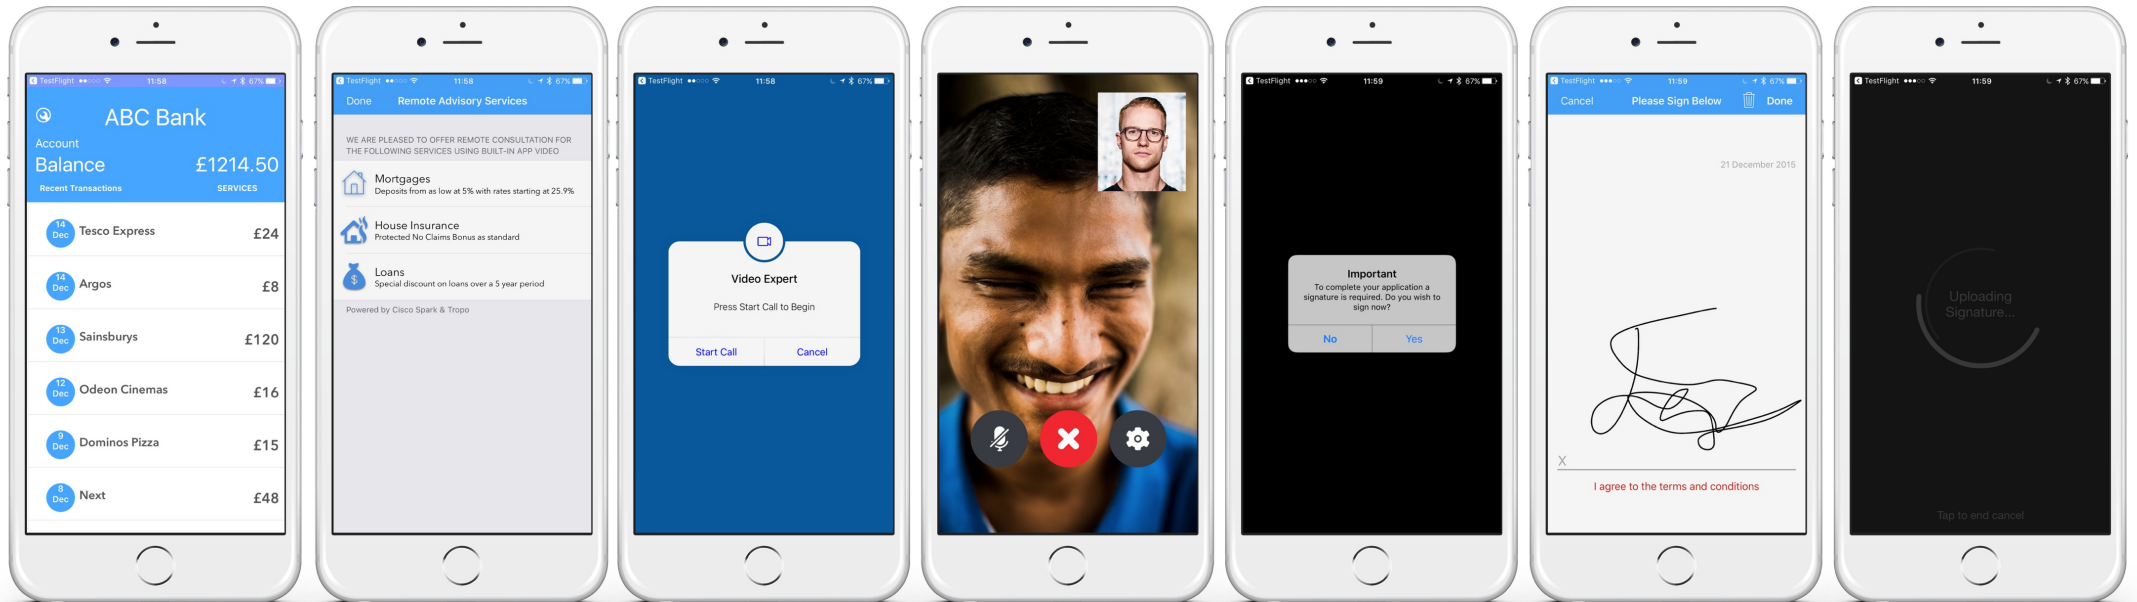 TestFlight 11:58
ABC Bank
Account
Balance £1214.50
Recent Transactions SERVICES
14 Dec Tesco Express £24
14 Dec Argos £8
13 Dec Sainsburys £120
12 Dec Odeon Cinemas £16
9 Dec Dominos Pizza £15
8 Dec Next £48
TestFlight 11:58 67%
Done Remote Advisory Services
WE ARE PLEASED TO OFFER REMOTE CONSULTATION FOR
THE FOLLOWING SERVICES USING BUILT-IN APP VIDEO
Mortgages
Deposits from as low at 5% with rates starting at 25.9%
House Insurance
Protected No Claims Bonus as standard
$
Loans
Special discount on loans over a 5 year period
Powered by Cisco Spark & Tropo
TestFlight 11:58 67%
Video Expert
Press Start Call to Begin
Start Call Cancel
TestFlight 11:59 67%
Important
To complete your application a
signature is required. Do you wish to
sign now?
No Yes
TestFlight 11:59 67%
Cancel Please Sign Below Done
21 December 2015
X
I agree to the terms and conditions
TestFlight 11:59 67%
Uploading
Signature...
Tap to end cancel